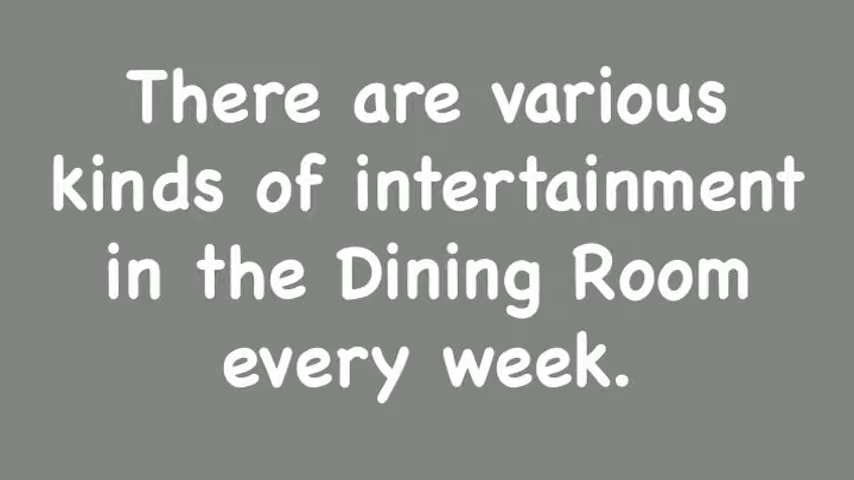 There are various
kinds of intertainment
in the Dining Room
every week.